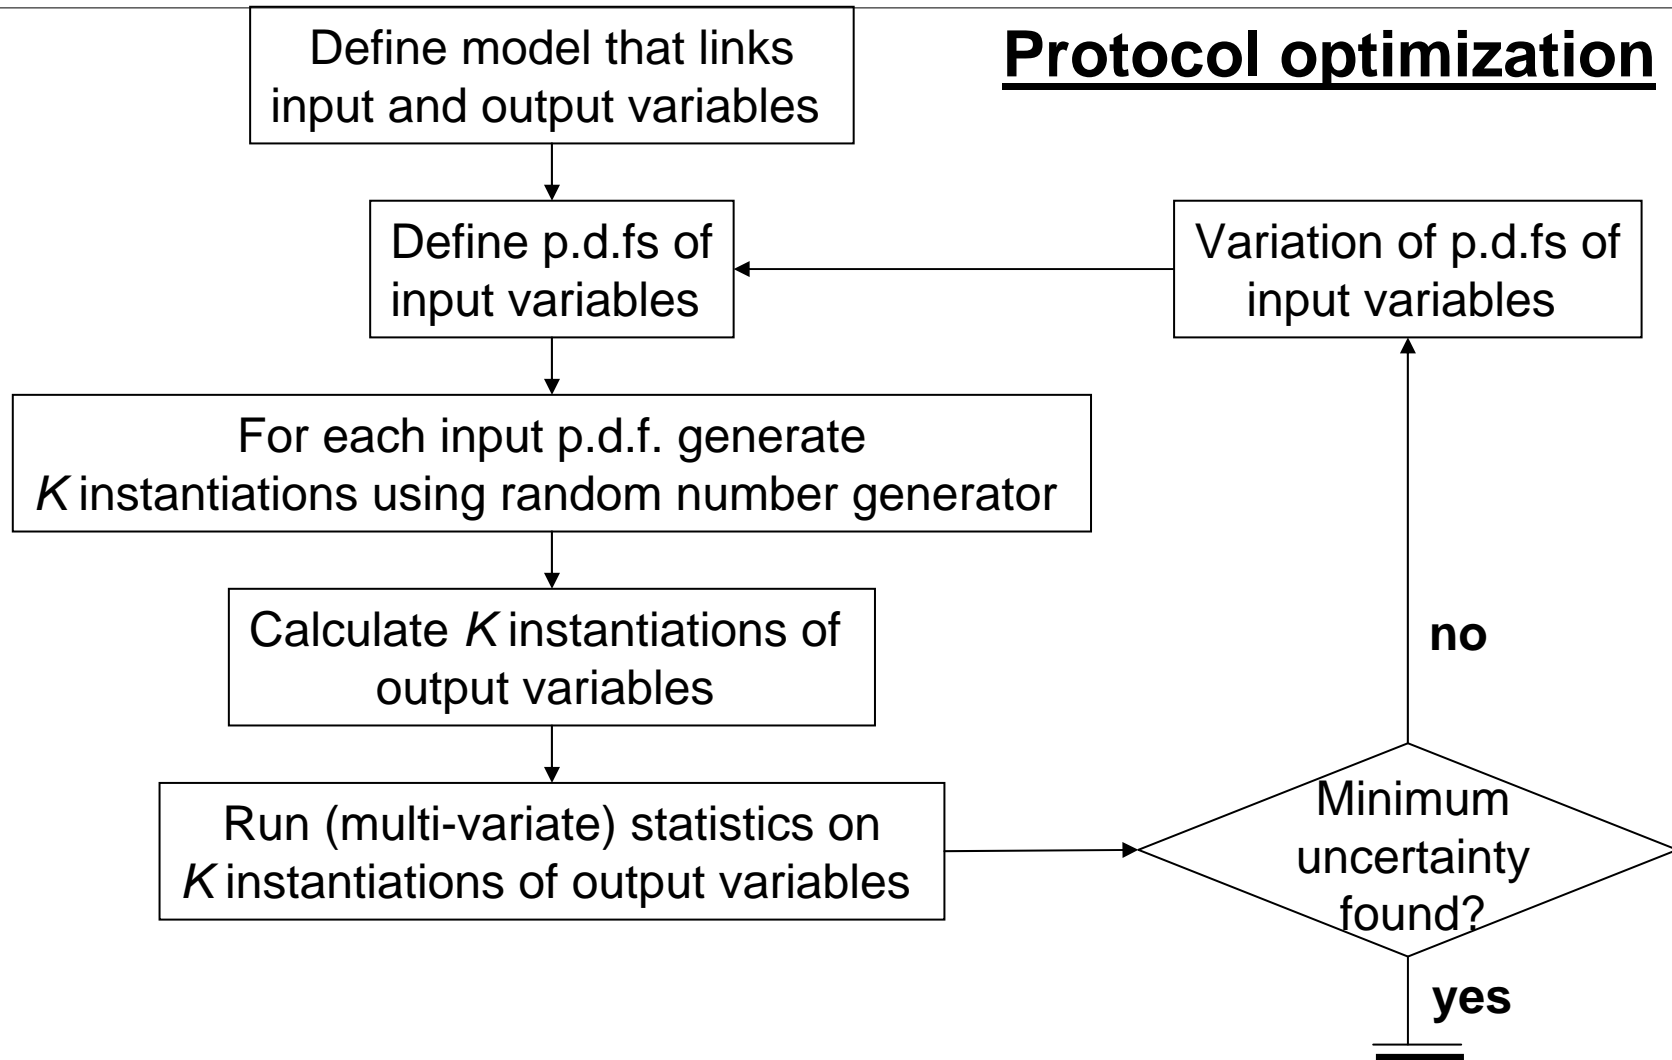 Protocol optimization
Define model that links
input and output variables
Define p.d.fs of
input variables
Variation of p.d.fs of
input variables
For each input p.d.f. generate
K instantiations using random number generator
Calculate K instantiations of
output variables
no
Run (multi-variate) statistics on
K instantiations of output variables
Minimum
uncertainty
found?
yes